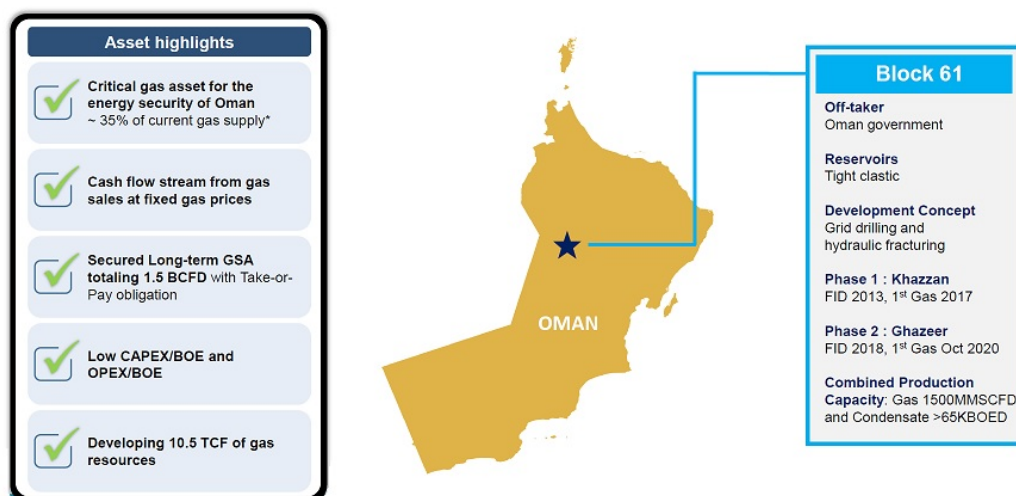 Asset highlights
Critical gas asset for the
energy security of Oman
~ 35% of current gas supply*
Cash flow stream from gas
sales at fixed gas prices
Secured Long-term GSA
totaling 1.5 BCFD with Take-or-
Pay obligation
Low CAPEX/BOE and
OPEX/BOE
Developing 10.5 TCF of gas
resources
OMAN
Block 61
Off-taker
Oman government
Reservoirs
Tight clastic
Development Concept
Grid drilling and
hydraulic fracturing
Phase 1 : Khazzan
FID 2013, 1st Gas 2017
Phase 2 : Ghazeer
FID 2018, 1st Gas Oct 2020
Combined Production
Capacity: Gas 1500MMSCFD
and Condensate >65KBOED